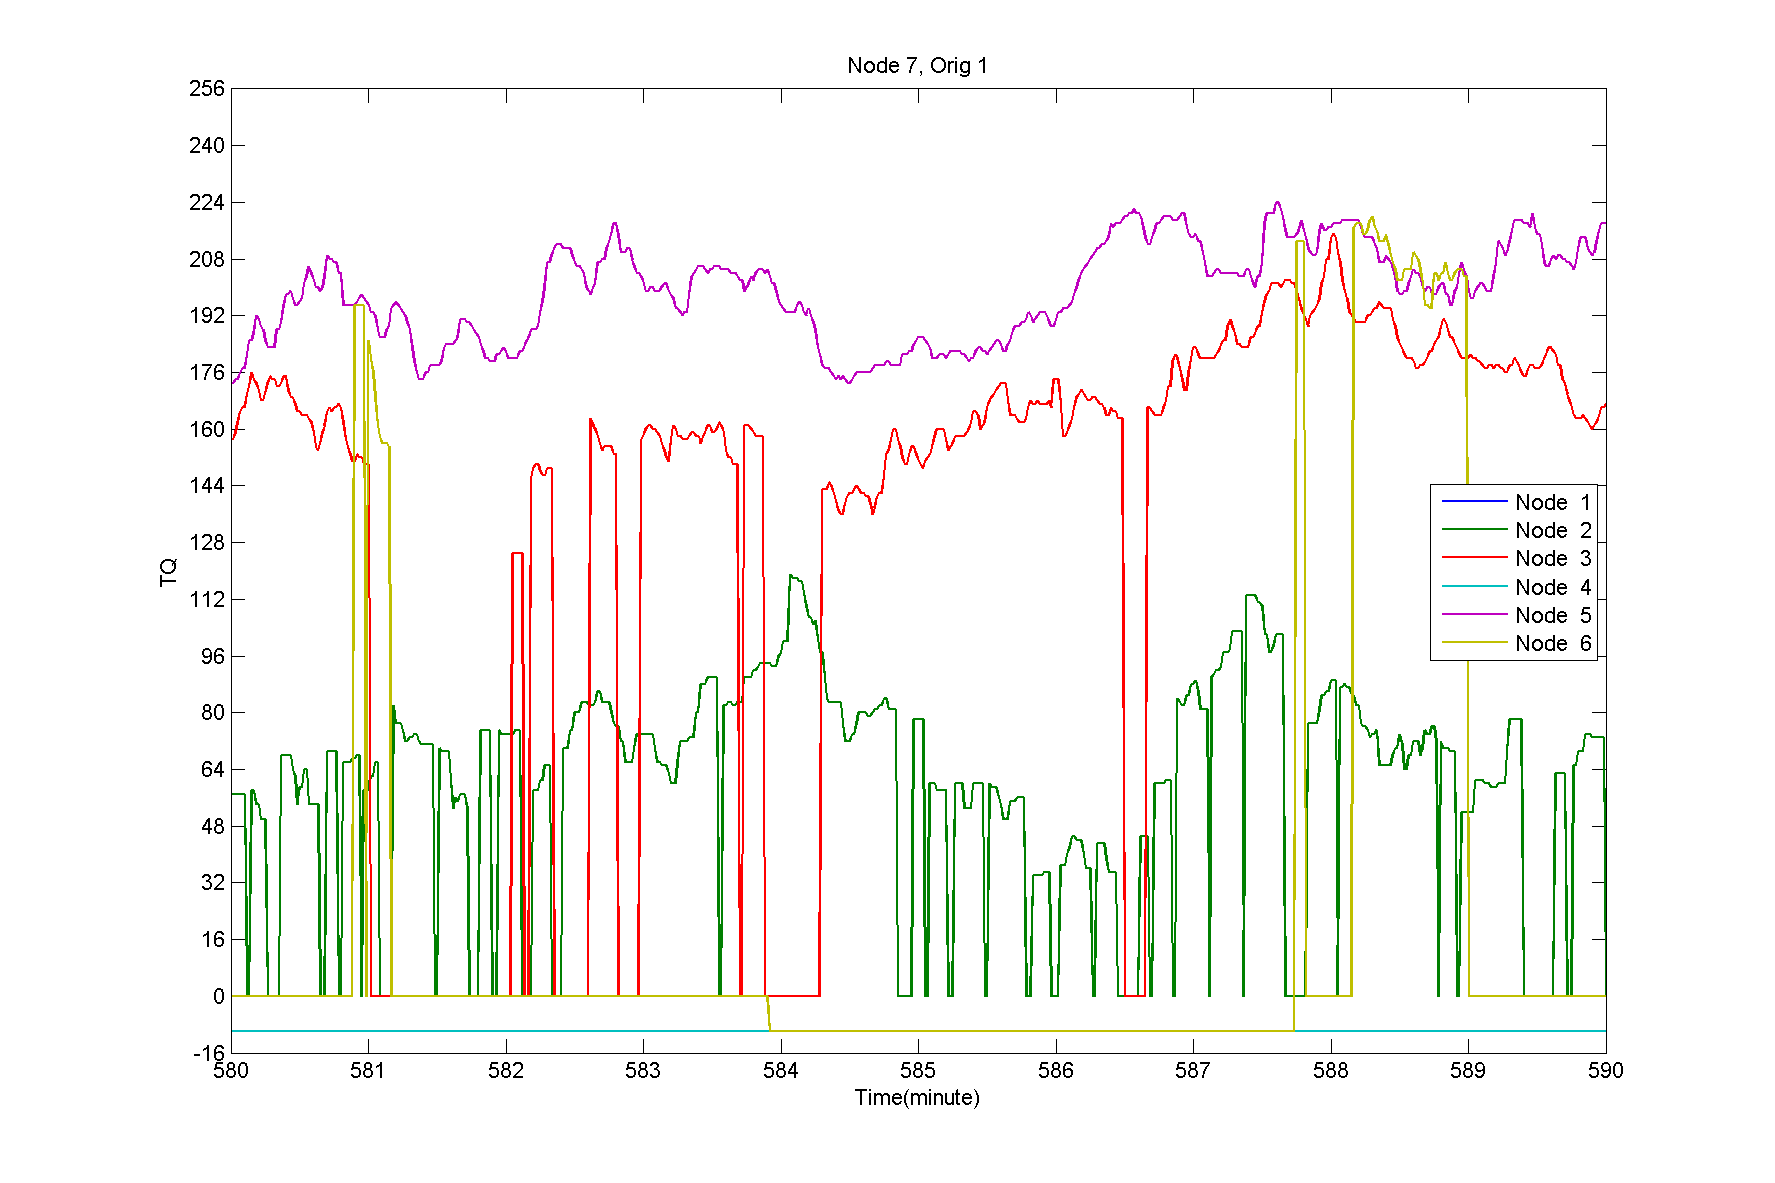 Node 7, Orig 1
256
240
224
208
192
176
160
144
128
112
96
80
64
48
32
16
0
-16
TQ
Node 1
Node 2
Node 3
Node 4
Node 5
Node 6
580 581 582 583 584 585 586 587 588 589 590
Time(minute)